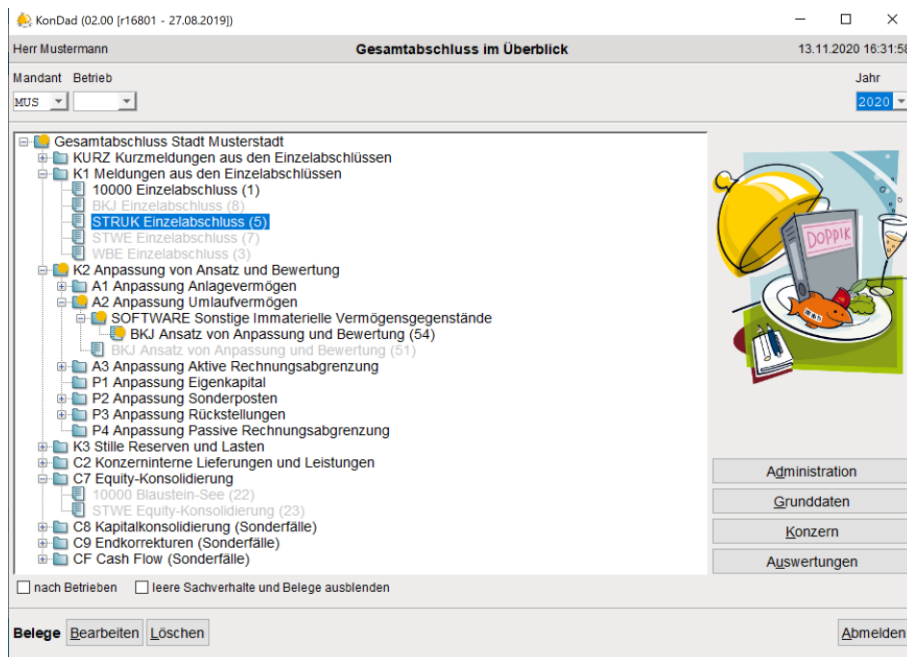 KonDad (02.00 [r16801 - 27.08.2019])
Herr Mustermann Gesamtabschluss im Überblick 13.11.2020 16:31:58
Mandant Betrieb Jahr
MUS 2020
Gesamtabschluss Stadt Musterstadt
KURZ Kurzmeldungen aus den Einzelabschlüssen
K1 Meldungen aus den Einzelabschlüssen
10000 Einzelabschluss (1)
BKJ Einzelabschluss (8)
STRUK Einzelabschluss (5)
STWE Einzelabschluss (7)
WBE Einzelabschluss (3)
K2 Anpassung von Ansatz und Bewertung
A1 Anpassung Anlagevermögen
A2 Anpassung Umlaufvermögen
SOFTWARE Sonstige Immaterielle Vermögensgegenstände
BKJ Ansatz von Anpassung und Bewertung (54)
BKJ Ansatz von Anpassung und Bewertung (51)
A3 Anpassung Aktive Rechnungsabgrenzung
P1 Anpassung Eigenkapital
P2 Anpassung Sonderposten
P3 Anpassung Rückstellungen
P4 Anpassung Passive Rechnungsabgrenzung
K3 Stille Reserven und Lasten
C2 Konzerninterne Lieferungen und Leistungen
C7 Equity-Konsolidierung
10000 Blaustein-See (22)
STWE Equity-Konsolidierung (23)
C8 Kapitalkonsolidierung (Sonderfälle)
C9 Endkorrekturen (Sonderfälle)
CF Cash Flow (Sonderfälle)
DOPPIK
Administration
Grunddaten
Konzern
Auswertungen
nach Betrieben leere Sachverhalte und Belege ausblenden
Belege Bearbeiten Löschen Abmelden